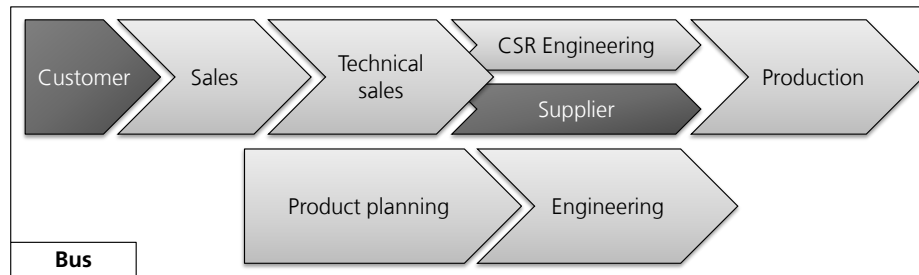 Customer
Sales
Technical
sales
CSR Engineering
Supplier
Production
Product planning
Engineering
Bus